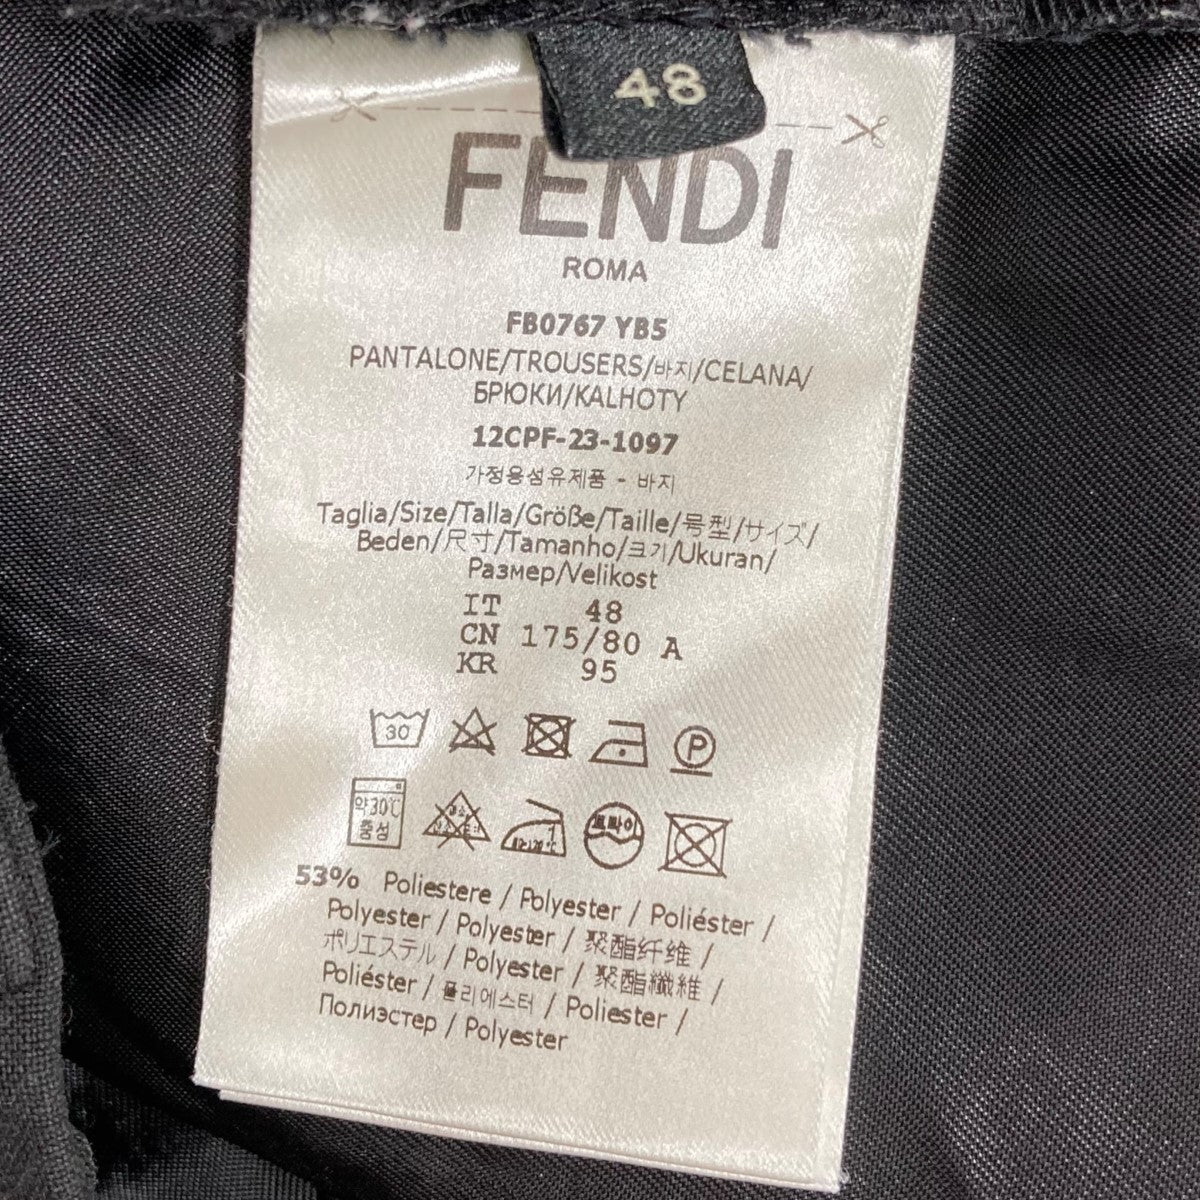 48
FENDI
ROMA
FB0767 YB5
PANTALONE/TROUSERS/바지/CELANA/
БРЮКИ/KALHOTY
12CPF-23-1097
가정용섬유제품 - 바지
Taglia/Size/Talla/Größe/Taille/号型/サイズ/
Beden/尺寸/Tamanho/크기/Ukuran/
Размер/Velikost
IT 48
CN 175/80 A
KR 95
30 P
약30℃ 중성 드라이
53% Poliestere / Polyester / Poliéster /
Polyester / Polyester / 聚酯纤维 /
ポリエステル / Polyester / 聚酯纖維 /
Poliéster / 폴리에스터 / Poliester /
Полиэстер / Polyester